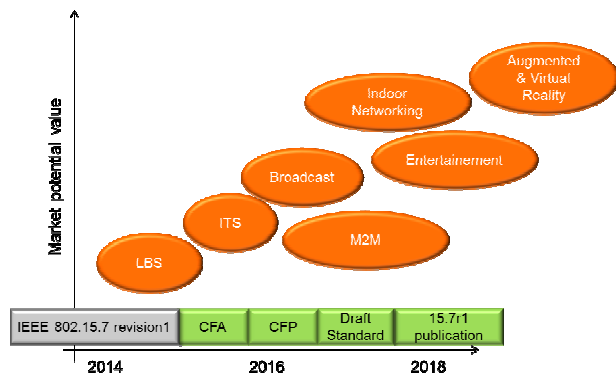 Market potential value
Augmented
& Virtual
Reality
Indoor
Networking
Entertainement
Broadcast
ITS
M2M
LBS
IEEE 802.15.7 revision1
CFA
CFP
Draft
Standard
15.7r1
publication
2014
2016
2018